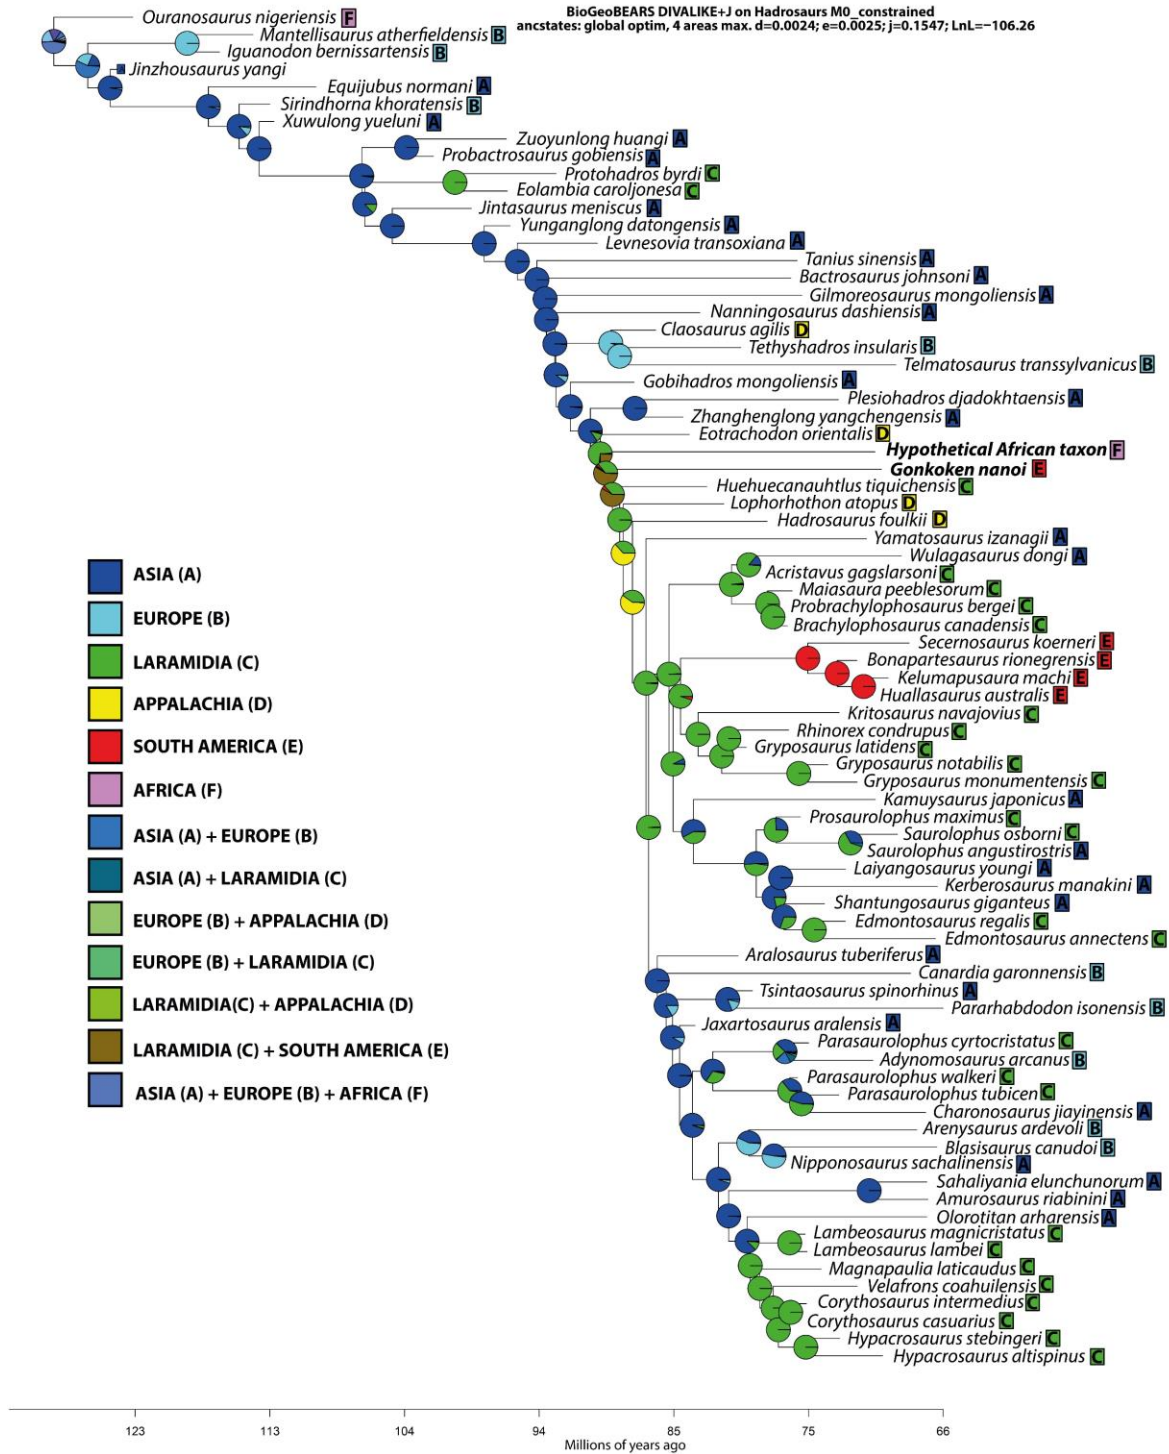 BioGeoBEARS DIVALIKE+J on Hadrosaurs M0_constrained
ancstates: global optim, 4 areas max. d=0.0024; e=0.0025; j=0.1547; LnL=−106.26
Ouranosaurus nigeriensis F
Mantellisaurus atherfieldensis B
Iguanodon bernissartensis B
Jinzhousaurus yangi
Equijubus normani A
Sirindhorna khoratensis B
Xuwulong yueluni A
Zuoyunlong huangi A
Probactrosaurus gobiensis A
Protohadros byrdi C
Eolambia caroljonesa C
Jintasaurus meniscus A
Yunganglong datongensis A
Levnesovia transoxiana A
Tanius sinensis A
Bactrosaurus johnsoni A
Gilmoreosaurus mongoliensis A
Nanningosaurus dashiensis A
Claosaurus agilis D
Tethyshadros insularis B
Telmatosaurus transsylvanicus B
Gobihadros mongoliensis A
Plesiohadros djadokhtaensis A
Zhanghenglong yangchengensis A
Eotrachodon orientalis D
Hypothetical African taxon F
Gonkoken nanoi E
Huehuecanauhtlus tiquichensis C
Lophorhothon atopus D
Hadrosaurus foulkii D
Yamatosaurus izanagii A
Wulagasaurus dongi A
Acristavus gagslarsoni C
Maiasaura peeblesorum C
Probrachylophosaurus bergei C
Brachylophosaurus canadensis C
Secernosaurus koerneri E
Bonapartesaurus rionegrensis E
Kelumapusaura machi E
Huallasaurus australis E
Kritosaurus navajovius C
Rhinorex condrupus C
Gryposaurus latidens C
Gryposaurus notabilis C
Gryposaurus monumentensis C
Kamuysaurus japonicus A
Prosaurolophus maximus C
Saurolophus osborni C
Saurolophus angustirostris A
Laiyangosaurus youngi A
Kerberosaurus manakini A
Shantungosaurus giganteus A
Edmontosaurus regalis C
Edmontosaurus annectens C
Aralosaurus tuberiferus A
Canardia garonnensis B
Tsintaosaurus spinorhinus A
Pararhabdodon isonensis B
Jaxartosaurus aralensis A
Parasaurolophus cyrtocristatus C
Adynomosaurus arcanus B
Parasaurolophus walkeri C
Parasaurolophus tubicen C
Charonosaurus jiayinensis A
Arenysaurus ardevoli B
Blasisaurus canudoi B
Nipponosaurus sachalinensis A
Sahaliyania elunchunorum A
Amurosaurus riabinini A
Olorotitan arharensis A
Lambeosaurus magnicristatus C
Lambeosaurus lambei C
Magnapaulia laticaudus C
Velafrons coahuilensis C
Corythosaurus intermedius C
Corythosaurus casuarius C
Hypacrosaurus stebingeri C
Hypacrosaurus altispinus C
ASIA (A)
EUROPE (B)
LARAMIDIA (C)
APPALACHIA (D)
SOUTH AMERICA (E)
AFRICA (F)
ASIA (A) + EUROPE (B)
ASIA (A) + LARAMIDIA (C)
EUROPE (B) + APPALACHIA (D)
EUROPE (B) + LARAMIDIA (C)
LARAMIDIA(C) + APPALACHIA (D)
LARAMIDIA (C) + SOUTH AMERICA (E)
ASIA (A) + EUROPE (B) + AFRICA (F)
123 113 104 94 85 75 66
Millions of years ago